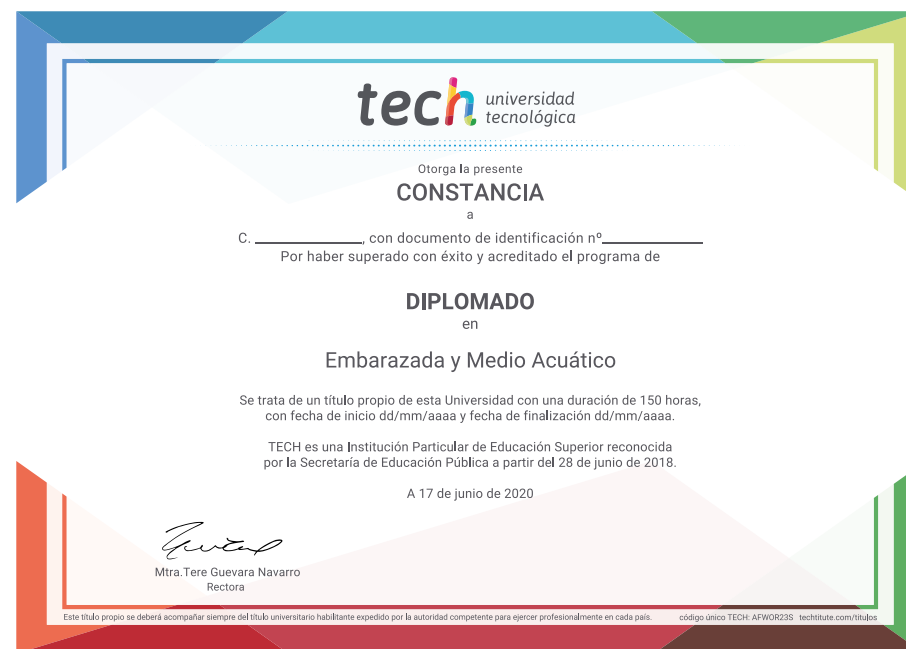 tech universidad
tecnológica
Otorga la presente
CONSTANCIA
a
C. ______________, con documento de identificación nº______________
Por haber superado con éxito y acreditado el programa de
DIPLOMADO
en
Embarazada y Medio Acuático
Se trata de un título propio de esta Universidad con una duración de 150 horas,
con fecha de inicio dd/mm/aaaa y fecha de finalización dd/mm/aaaa.
TECH es una Institución Particular de Educación Superior reconocida
por la Secretaría de Educación Pública a partir del 28 de junio de 2018.
A 17 de junio de 2020
Mtra.Tere Guevara Navarro
Rectora
Este título propio se deberá acompañar siempre del título universitario habilitante expedido por la autoridad competente para ejercer profesionalmente en cada país. código único TECH: AFWOR23S techtitute.com/titulos